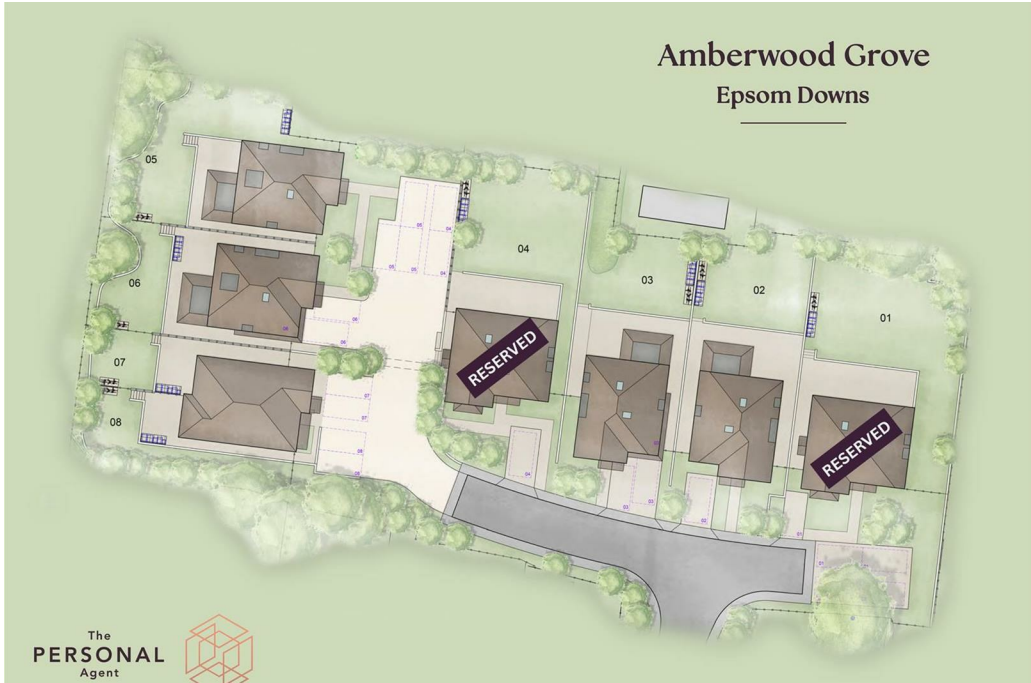 Amberwood Grove
Epsom Downs
05
04
03
02
01
06
07
08
RESERVED
RESERVED
The
PERSONAL
Agent